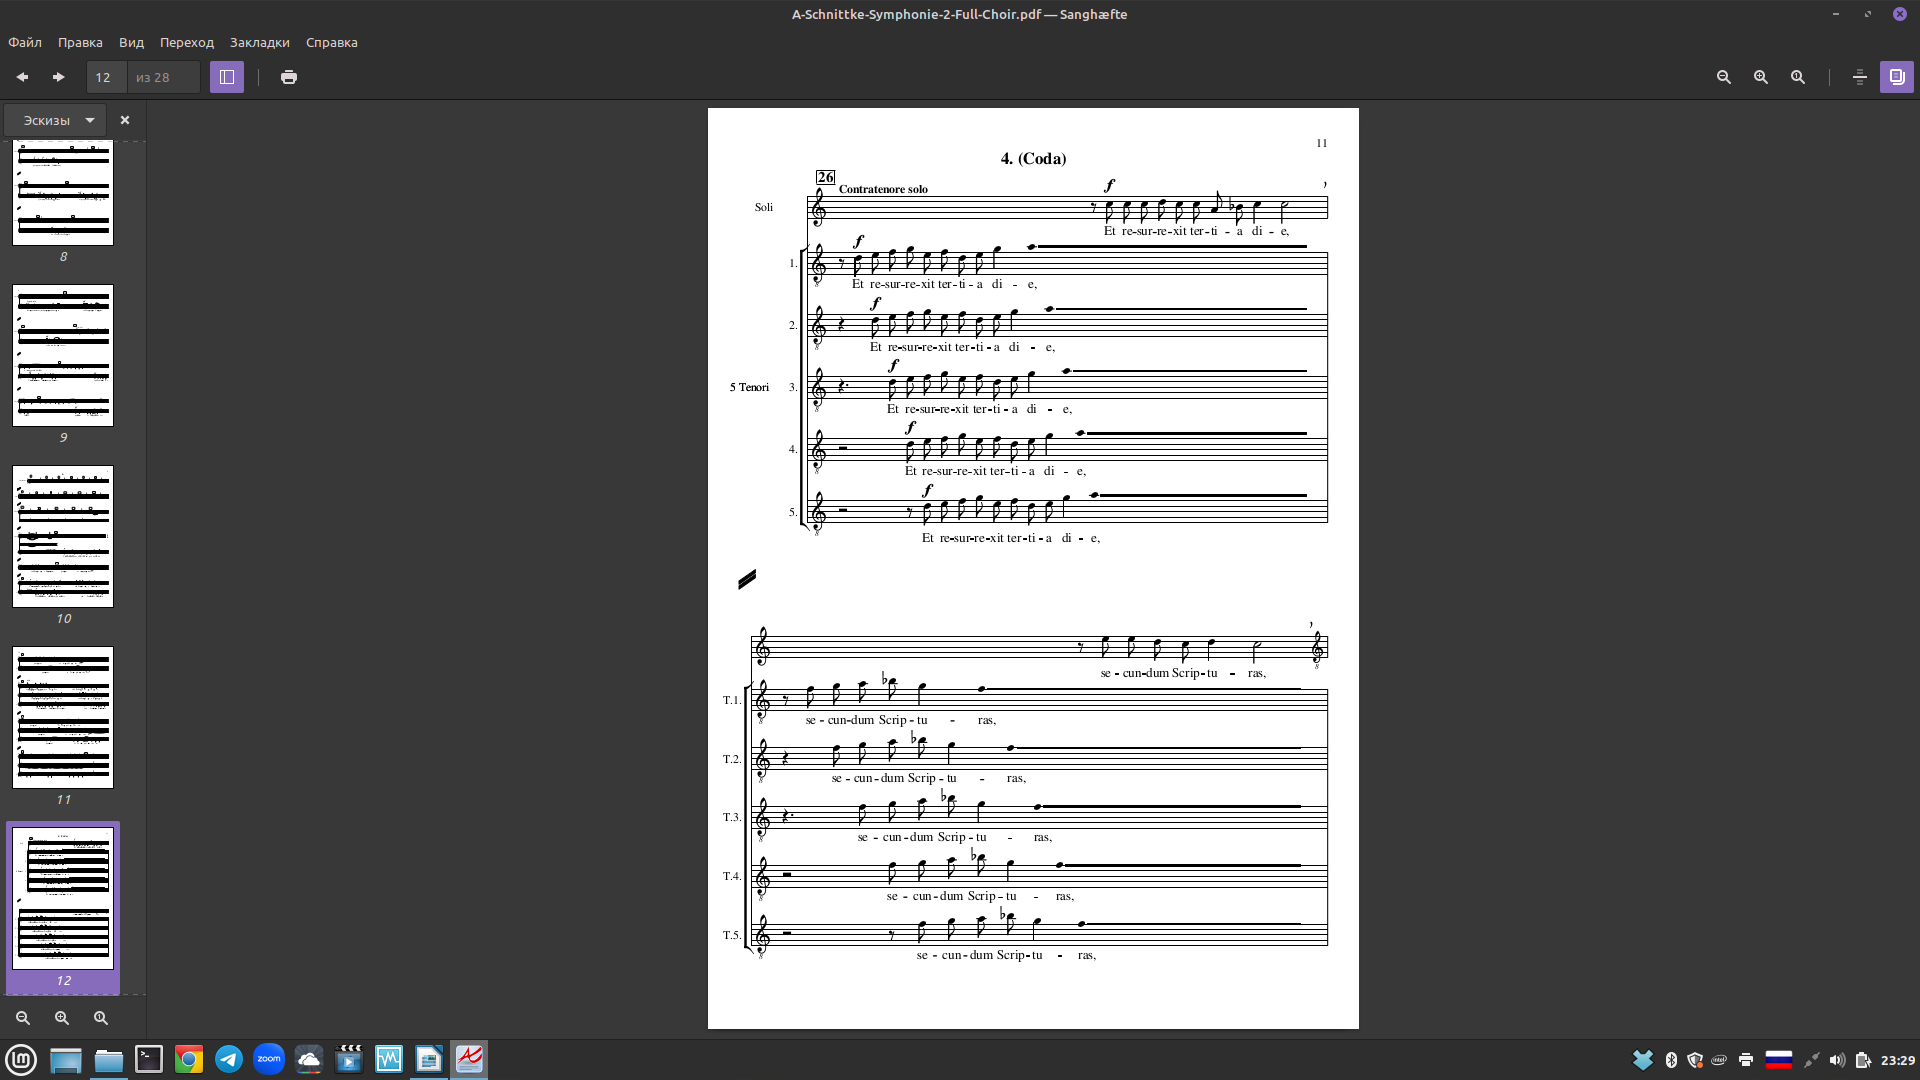 A-Schnittke-Symphonie-2-Full-Choir.pdf — Sanghæfte
Файл Правка Вид Переход Закладки Справка
12 из 28
Эскизы
8
9
10
11
12
11
4. (Coda)
26
Contratenore solo
f
Soli
Et re-sur-re-xit ter-ti - a di - e,
f
1.
Et re-sur-re-xit ter-ti - a di - e,
f
2.
Et re-sur-re-xit ter-ti - a di - e,
f
5 Tenori 3.
Et re-sur-re-xit ter-ti - a di - e,
f
4.
Et re-sur-re-xit ter-ti - a di - e,
f
5.
Et re-sur-re-xit ter-ti - a di - e,
se - cun-dum Scrip-tu - ras,
T.1.
se - cun-dum Scrip - tu - ras,
T.2.
se - cun-dum Scrip - tu - ras,
T.3.
se - cun-dum Scrip - tu - ras,
T.4.
se - cun-dum Scrip - tu - ras,
T.5.
se - cun-dum Scrip-tu - ras,
zoom
23:29